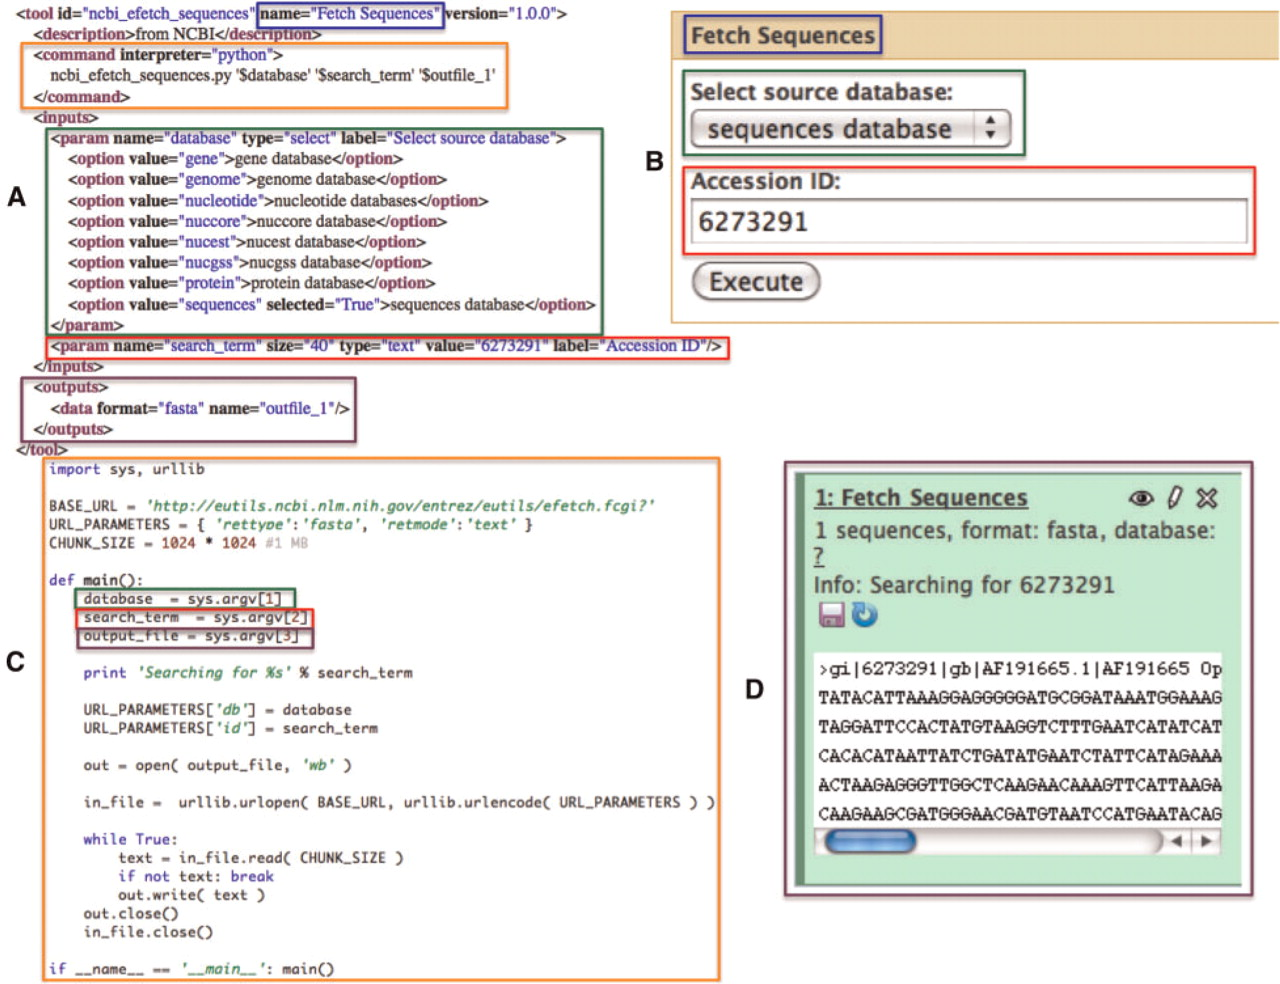 <tool id="ncbi_efetch_sequences" name="Fetch Sequences" version="1.0.0">
<description>from NCBI</description>
<command interpreter="python">
ncbi_efetch_sequences.py '$database' '$search_term' '$outfile_1'
</command>
<inputs>
<param name="database" type="select" label="Select source database">
<option value="gene">gene database</option>
<option value="genome">genome database</option>
<option value="nucleotide">nucleotide databases</option>
<option value="nuccore">nuccore database</option>
<option value="nucest">nucest database</option>
<option value="nucgss">nucgss database</option>
<option value="protein">protein database</option>
<option value="sequences" selected="True">sequences database</option>
</param>
<param name="search_term" size="40" type="text" value="6273291" label="Accession ID"/>
</inputs>
<outputs>
<data format="fasta" name="outfile_1"/>
</outputs>
</tool>
A
Fetch Sequences
Select source database:
sequences database
Accession ID:
6273291
Execute
B
import sys, urllib
BASE_URL = 'http://eutils.ncbi.nlm.nih.gov/entrez/eutils/efetch.fcgi?'
URL_PARAMETERS = { 'rettype':'fasta', 'retmode':'text' }
CHUNK_SIZE = 1024 * 1024 #1 MB
def main():
database = sys.argv[1]
search_term = sys.argv[2]
output_file = sys.argv[3]
print 'Searching for %s' % search_term
URL_PARAMETERS['db'] = database
URL_PARAMETERS['id'] = search_term
out = open( output_file, 'wb' )
in_file = urllib.urlopen( BASE_URL, urllib.urlencode( URL_PARAMETERS ) )
while True:
text = in_file.read( CHUNK_SIZE )
if not text: break
out.write( text )
out.close()
in_file.close()
if __name__ == '__main__': main()
C
1: Fetch Sequences
1 sequences, format: fasta, database:
?
Info: Searching for 6273291
>gi|6273291|gb|AF191665.1|AF191665 Op
TATACATTAAAGGAGGGGGATGCGGATAAATGGAAAG
TAGGATTCCACTATGTAAGGTCTTTGAATCATATCAT
CACACATAATTATCTGATATGAATCTATTCATAGAAA
ACTAAGAGGGTTGGCTCAAGAACAAAGTTCATTAAGA
CAAGAAGCGATGGGAACGATGTAATCCATGAATACAG
D